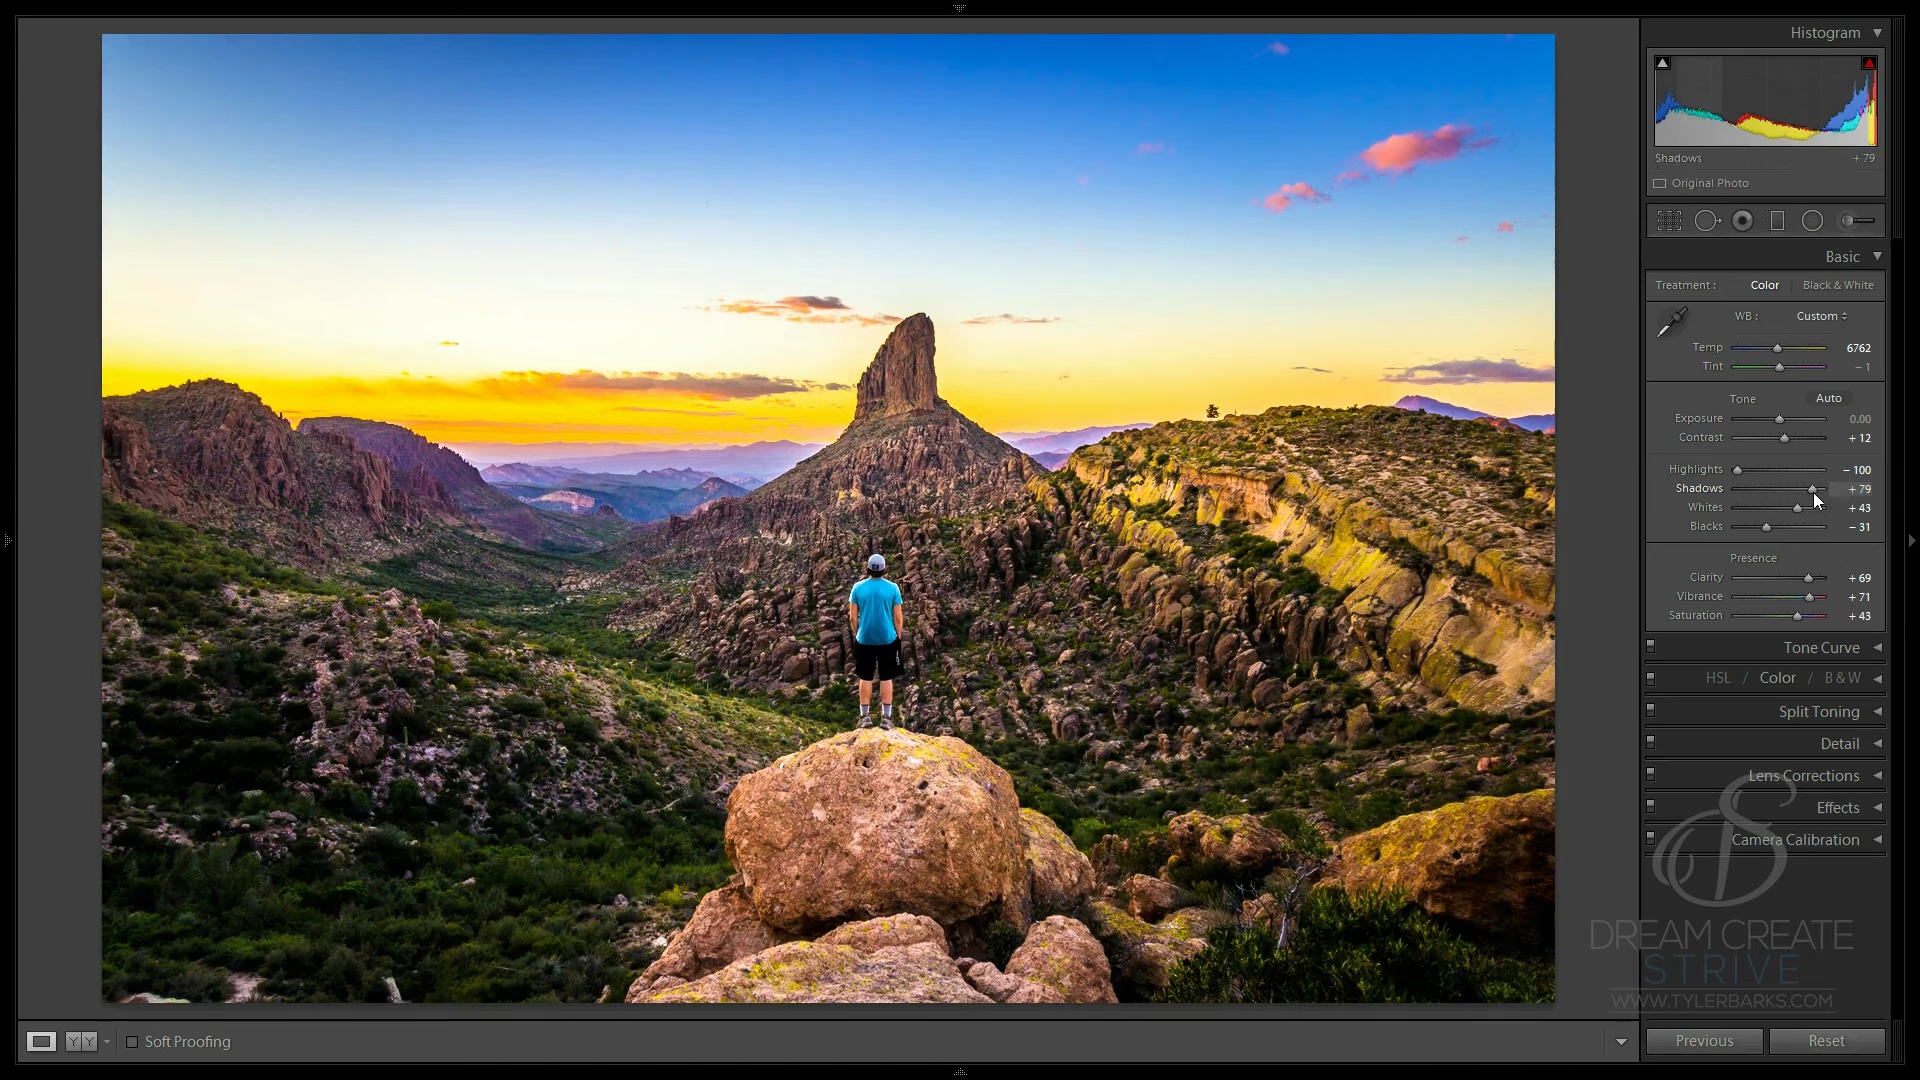 Histogram
Shadows + 79
Original Photo
Basic
Treatment : Color Black & White
WB : Custom
Temp 6762
Tint – 1
Tone Auto
Exposure 0.00
Contrast + 12
Highlights – 100
Shadows + 79
Whites + 43
Blacks – 31
Presence
Clarity + 69
Vibrance + 71
Saturation + 43
Tone Curve
HSL / Color / B & W
Split Toning
Detail
Lens Corrections
Effects
Camera Calibration
DREAM CREATE
STRIVE
WWW.TYLERBARKS.COM
YY Soft Proofing
Previous Reset